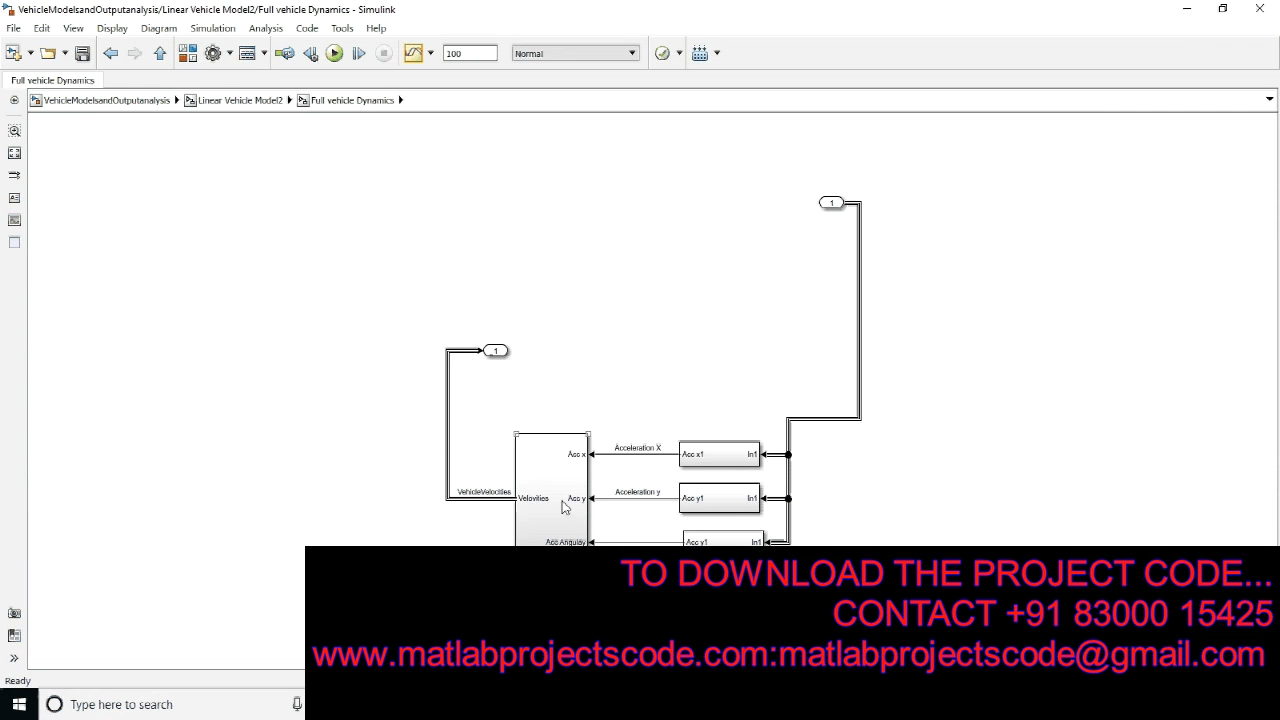 VehicleModelsandOutputanalysis/Linear Vehicle Model2/Full vehicle Dynamics - Simulink
File Edit View Display Diagram Simulation Analysis Code Tools Help
100 Normal
Full vehicle Dynamics
VehicleModelsandOutputanalysis Linear Vehicle Model2 Full vehicle Dynamics
1
1
Acc x Acceleration X Acc x1 In1
VehicleVelocities Velovities Acc y Acceleration y Acc y1 In1
Acc Angulay Acc y1 In1
TO DOWNLOAD THE PROJECT CODE...
CONTACT +91 83000 15425
www.matlabprojectscode.com:matlabprojectscode@gmail.com
Ready
Type here to search